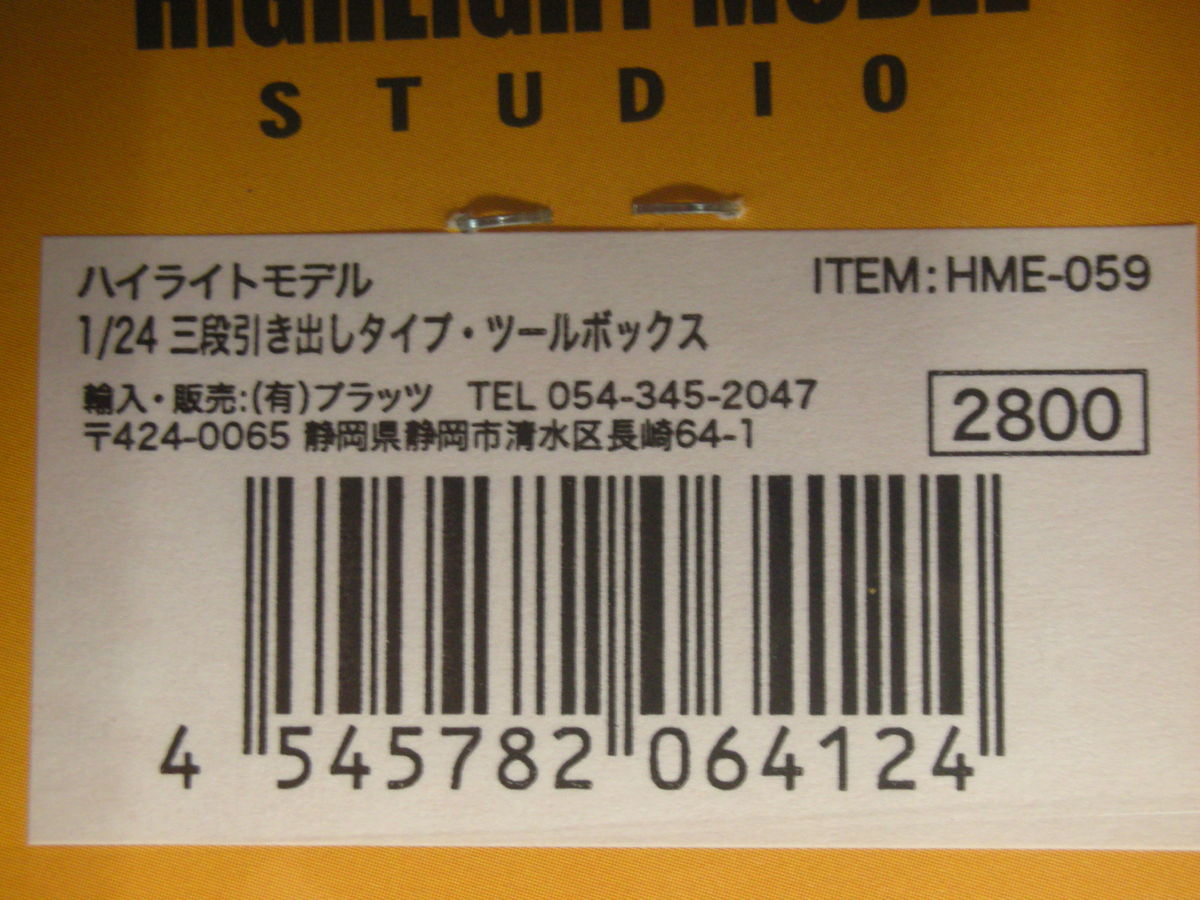 HIGHLIGHT MODEL
STUDIO
ハイライトモデル
ITEM:HME-059
1/24 三段引き出しタイプ・ツールボックス
輸入・販売:(有)プラッツ　TEL 054-345-2047
〒424-0065 静岡県静岡市清水区長崎64-1
2800
4 545782 064124